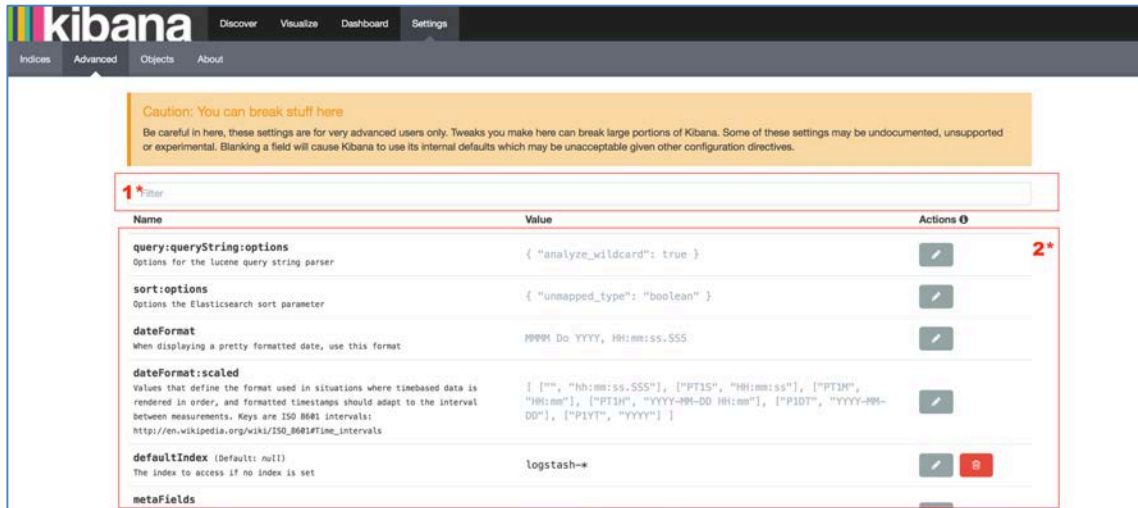 kibana Discover Visualize Dashboard Settings
Indices Advanced Objects About
Caution: You can break stuff here
Be careful in here, these settings are for very advanced users only. Tweaks you make here can break large portions of Kibana. Some of these settings may be undocumented, unsupported
or experimental. Blanking a field will cause Kibana to use its internal defaults which may be unacceptable given other configuration directives.
1* Filter
Name Value Actions
2*
query:queryString:options
Options for the lucene query string parser
{ "analyze_wildcard": true }
sort:options
Options the Elasticsearch sort parameter
{ "unmapped_type": "boolean" }
dateFormat
When displaying a pretty formatted date, use this format
MMMM Do YYYY, HH:mm:ss.SSS
dateFormat:scaled
Values that define the format used in situations where timebased data is
rendered in order, and formatted timestamps should adapt to the interval
between measurements. Keys are ISO 8601 intervals:
http://en.wikipedia.org/wiki/ISO_8601#Time_intervals
[ ["", "hh:mm:ss.SSS"], ["PT1S", "HH:mm:ss"], ["PT1M",
"HH:mm"], ["PT1H", "YYYY-MM-DD HH:mm"], ["P1DT", "YYYY-MM-
DD"], ["P1YT", "YYYY"] ]
defaultIndex (Default: null)
The index to access if no index is set
logstash-*
metaFields